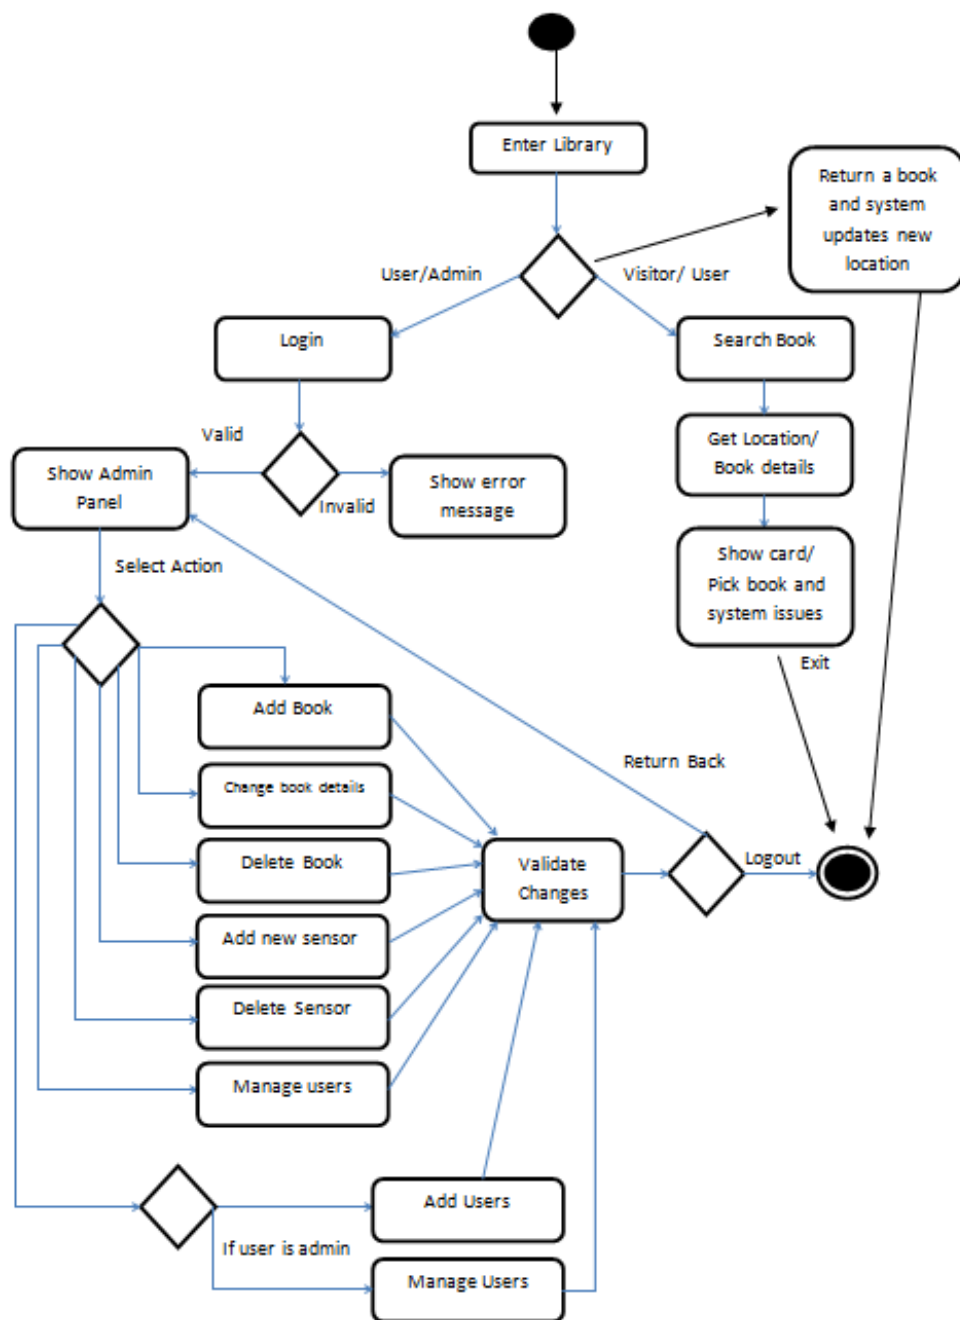 Enter Library
Return a book
and system
updates new
location
User/Admin
Visitor/ User
Login
Search Book
Valid
Get Location/
Book details
Show Admin
Panel
Invalid
Show error
message
Show card/
Pick book and
system issues
Select Action
Exit
Add Book
Return Back
Change book details
Delete Book
Validate
Changes
Logout
Add new sensor
Delete Sensor
Manage users
Add Users
If user is admin
Manage Users